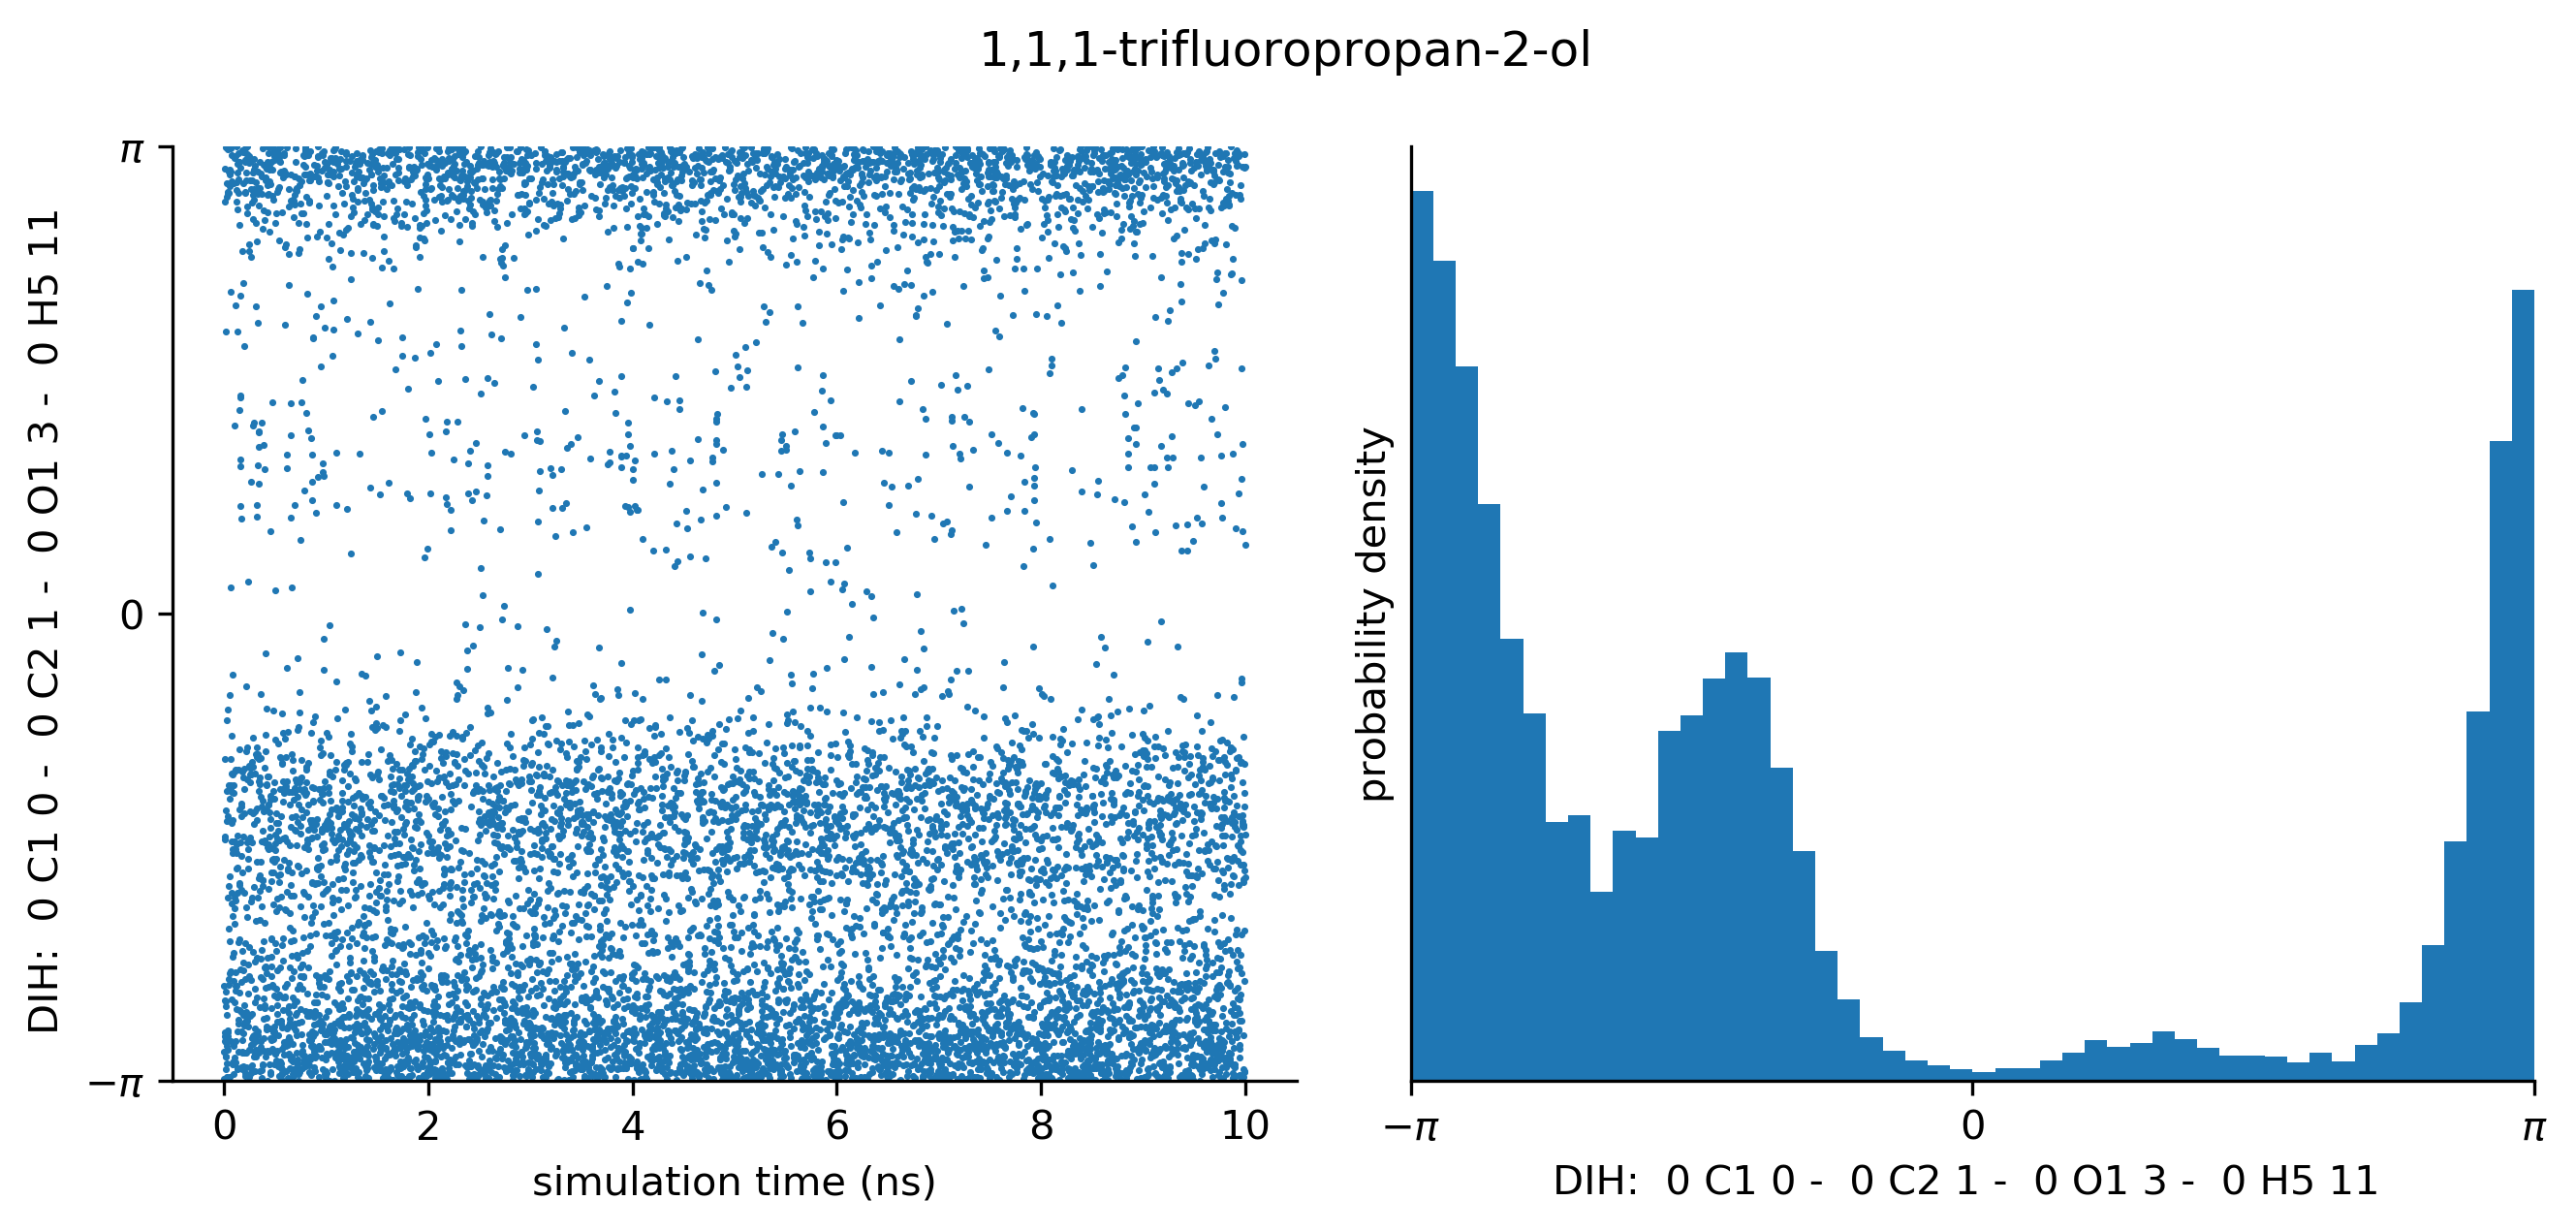 1,1,1-trifluoropropan-2-ol
DIH:  0 C1 0 -  0 C2 1 -  0 O1 3 -  0 H5 11
π
0
−π
0 2 4 6 8 10
simulation time (ns)
probability density
−π 0 π
DIH:  0 C1 0 -  0 C2 1 -  0 O1 3 -  0 H5 11